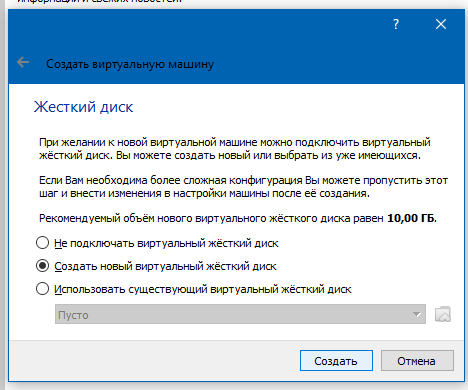 информации и свежих новостей.
?
Создать виртуальную машину
Жесткий диск
При желании к новой виртуальной машине можно подключить виртуальный
жёсткий диск. Вы можете создать новый или выбрать из уже имеющихся.
Если Вам необходима более сложная конфигурация Вы можете пропустить этот
шаг и внести изменения в настройки машины после её создания.
Рекомендуемый объём нового виртуального жёсткого диска равен 10,00 ГБ.
Не подключать виртуальный жёсткий диск
Создать новый виртуальный жёсткий диск
Использовать существующий виртуальный жёсткий диск
Пусто
Создать
Отмена